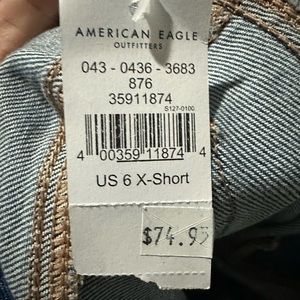 AMERICAN EAGLE
OUTFITTERS
043 - 0436 - 3683
876
35911874
S127-0100
4 00359 11874 4
US 6 X-Short
$74.95